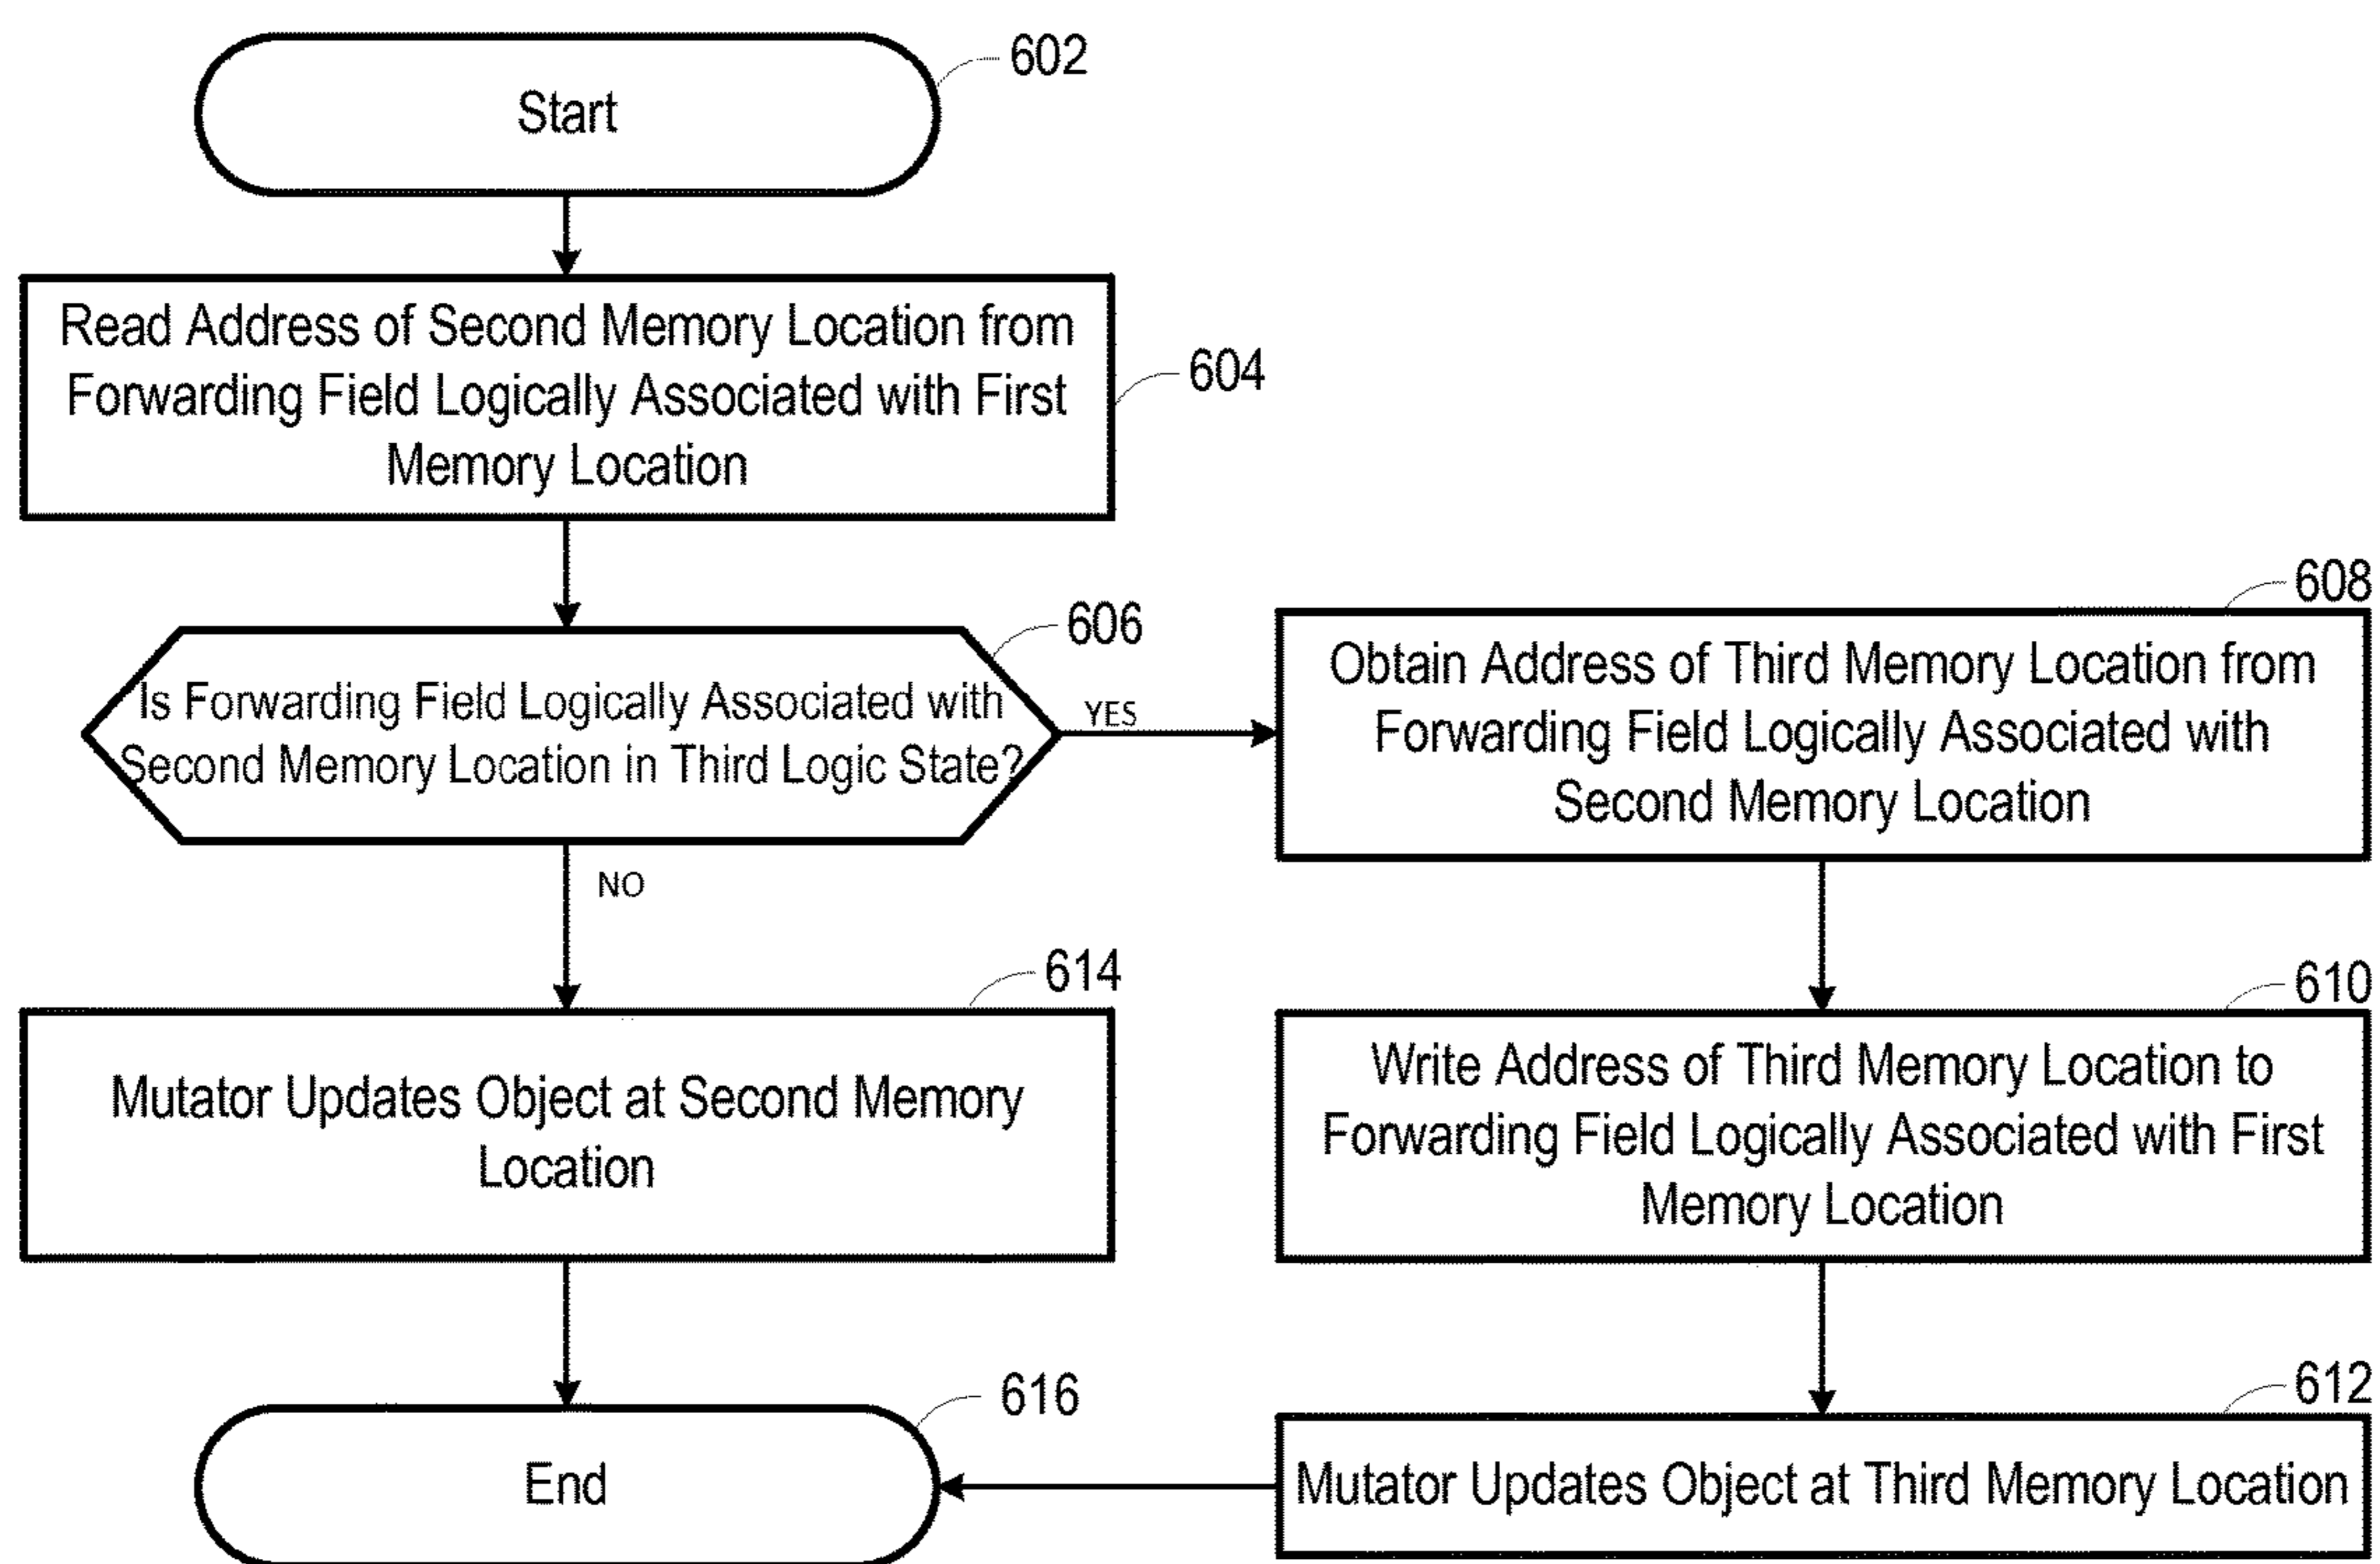 602
Start
Read Address of Second Memory Location from
Forwarding Field Logically Associated with First
Memory Location
604
606
Is Forwarding Field Logically Associated with
Second Memory Location in Third Logic State?
YES
NO
608
Obtain Address of Third Memory Location from
Forwarding Field Logically Associated with
Second Memory Location
614
Mutator Updates Object at Second Memory
Location
610
Write Address of Third Memory Location to
Forwarding Field Logically Associated with First
Memory Location
612
Mutator Updates Object at Third Memory Location
616
End